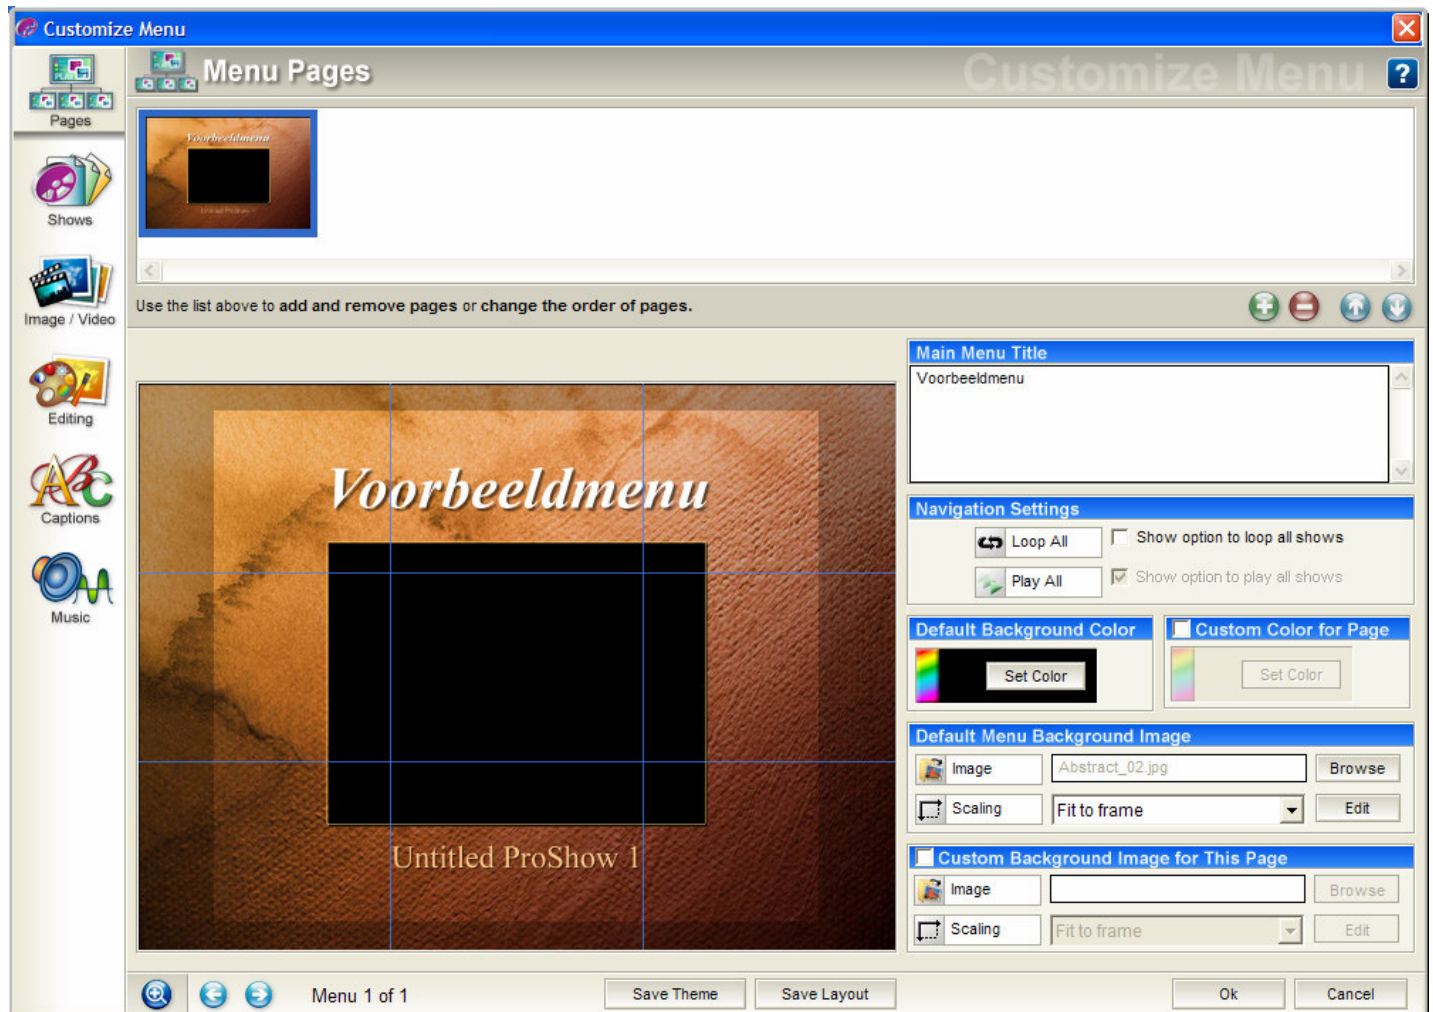 Customize Menu
Menu Pages
Customize Menu
?
Pages
Shows
Image / Video
Editing
Captions
Music
Voorbeeldmenu
Untitled ProShow 1
Use the list above to add and remove pages or change the order of pages.
Voorbeeldmenu
Untitled ProShow 1
Main Menu Title
Voorbeeldmenu
Navigation Settings
Loop All Show option to loop all shows
Play All Show option to play all shows
Default Background Color
Set Color
Custom Color for Page
Set Color
Default Menu Background Image
Image Abstract_02.jpg Browse
Scaling Fit to frame Edit
Custom Background Image for This Page
Image Browse
Scaling Fit to frame Edit
Menu 1 of 1
Save Theme
Save Layout
Ok
Cancel